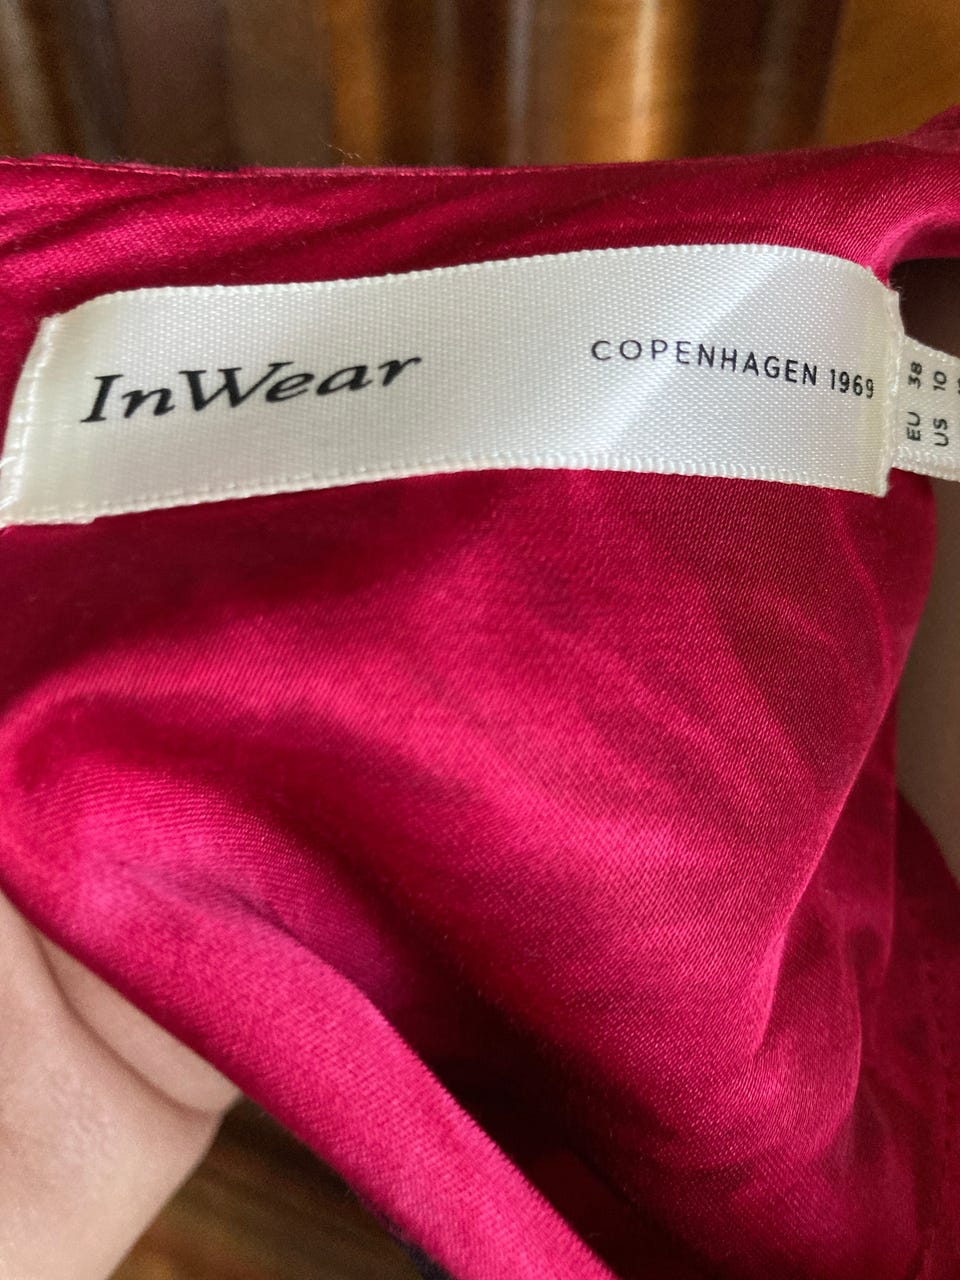 InWear
COPENHAGEN 1969
EU 38
US 10